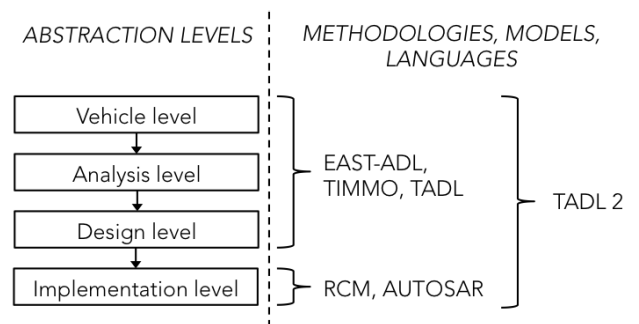 ABSTRACTION LEVELS
METHODOLOGIES, MODELS,
LANGUAGES
Vehicle level
Analysis level
Design level
Implementation level
EAST-ADL,
TIMMO, TADL
RCM, AUTOSAR
TADL 2